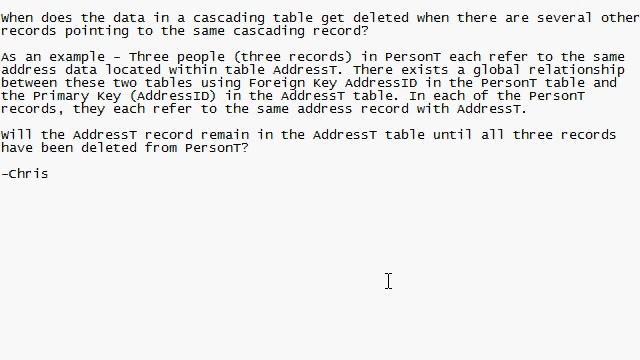 When does the data in a cascading table get deleted when there are several other
records pointing to the same cascading record?
As an example - Three people (three records) in PersonT each refer to the same
address data located within table AddressT. There exists a global relationship
between these two tables using Foreign Key AddressID in the PersonT table and
the Primary Key (AddressID) in the AddressT table. In each of the PersonT
records, they each refer to the same address record with AddressT.
Will the AddressT record remain in the AddressT table until all three records
have been deleted from PersonT?
-Chris